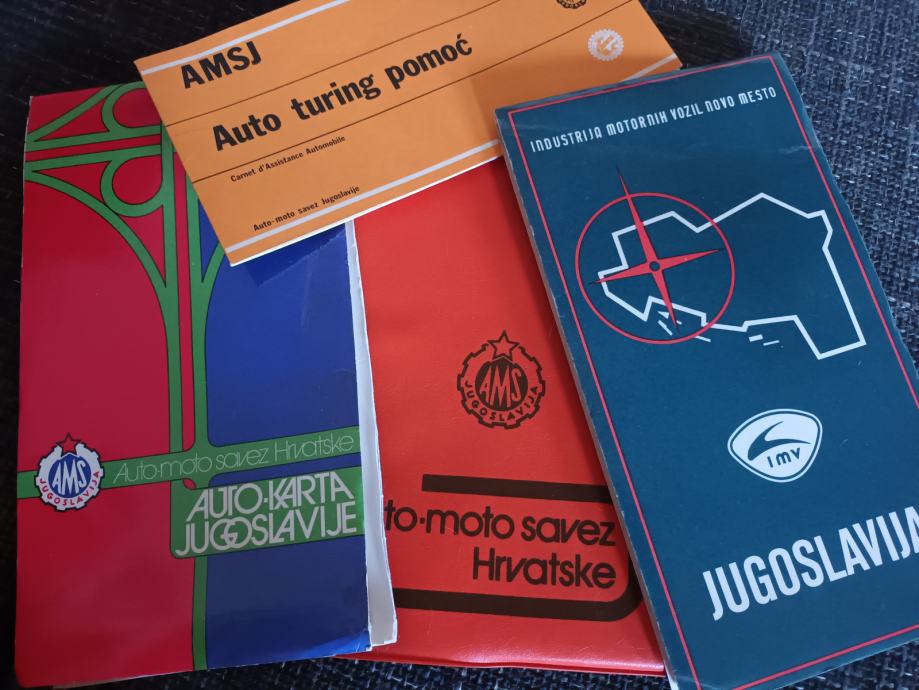 AMSJ
Auto turing pomoć
Carnet d'Assistance Automobile
Auto-moto savez Jugoslavije
INDUSTRIJA MOTORNIH VOZIL NOVO MESTO
IMV
JUGOSLAVIJA
AMS
JUGOSLAVIJA
Auto-moto savez Hrvatske
AUTO-KARTA
JUGOSLAVIJE
AMS
JUGOSLAVIJA
to-moto savez
Hrvatske